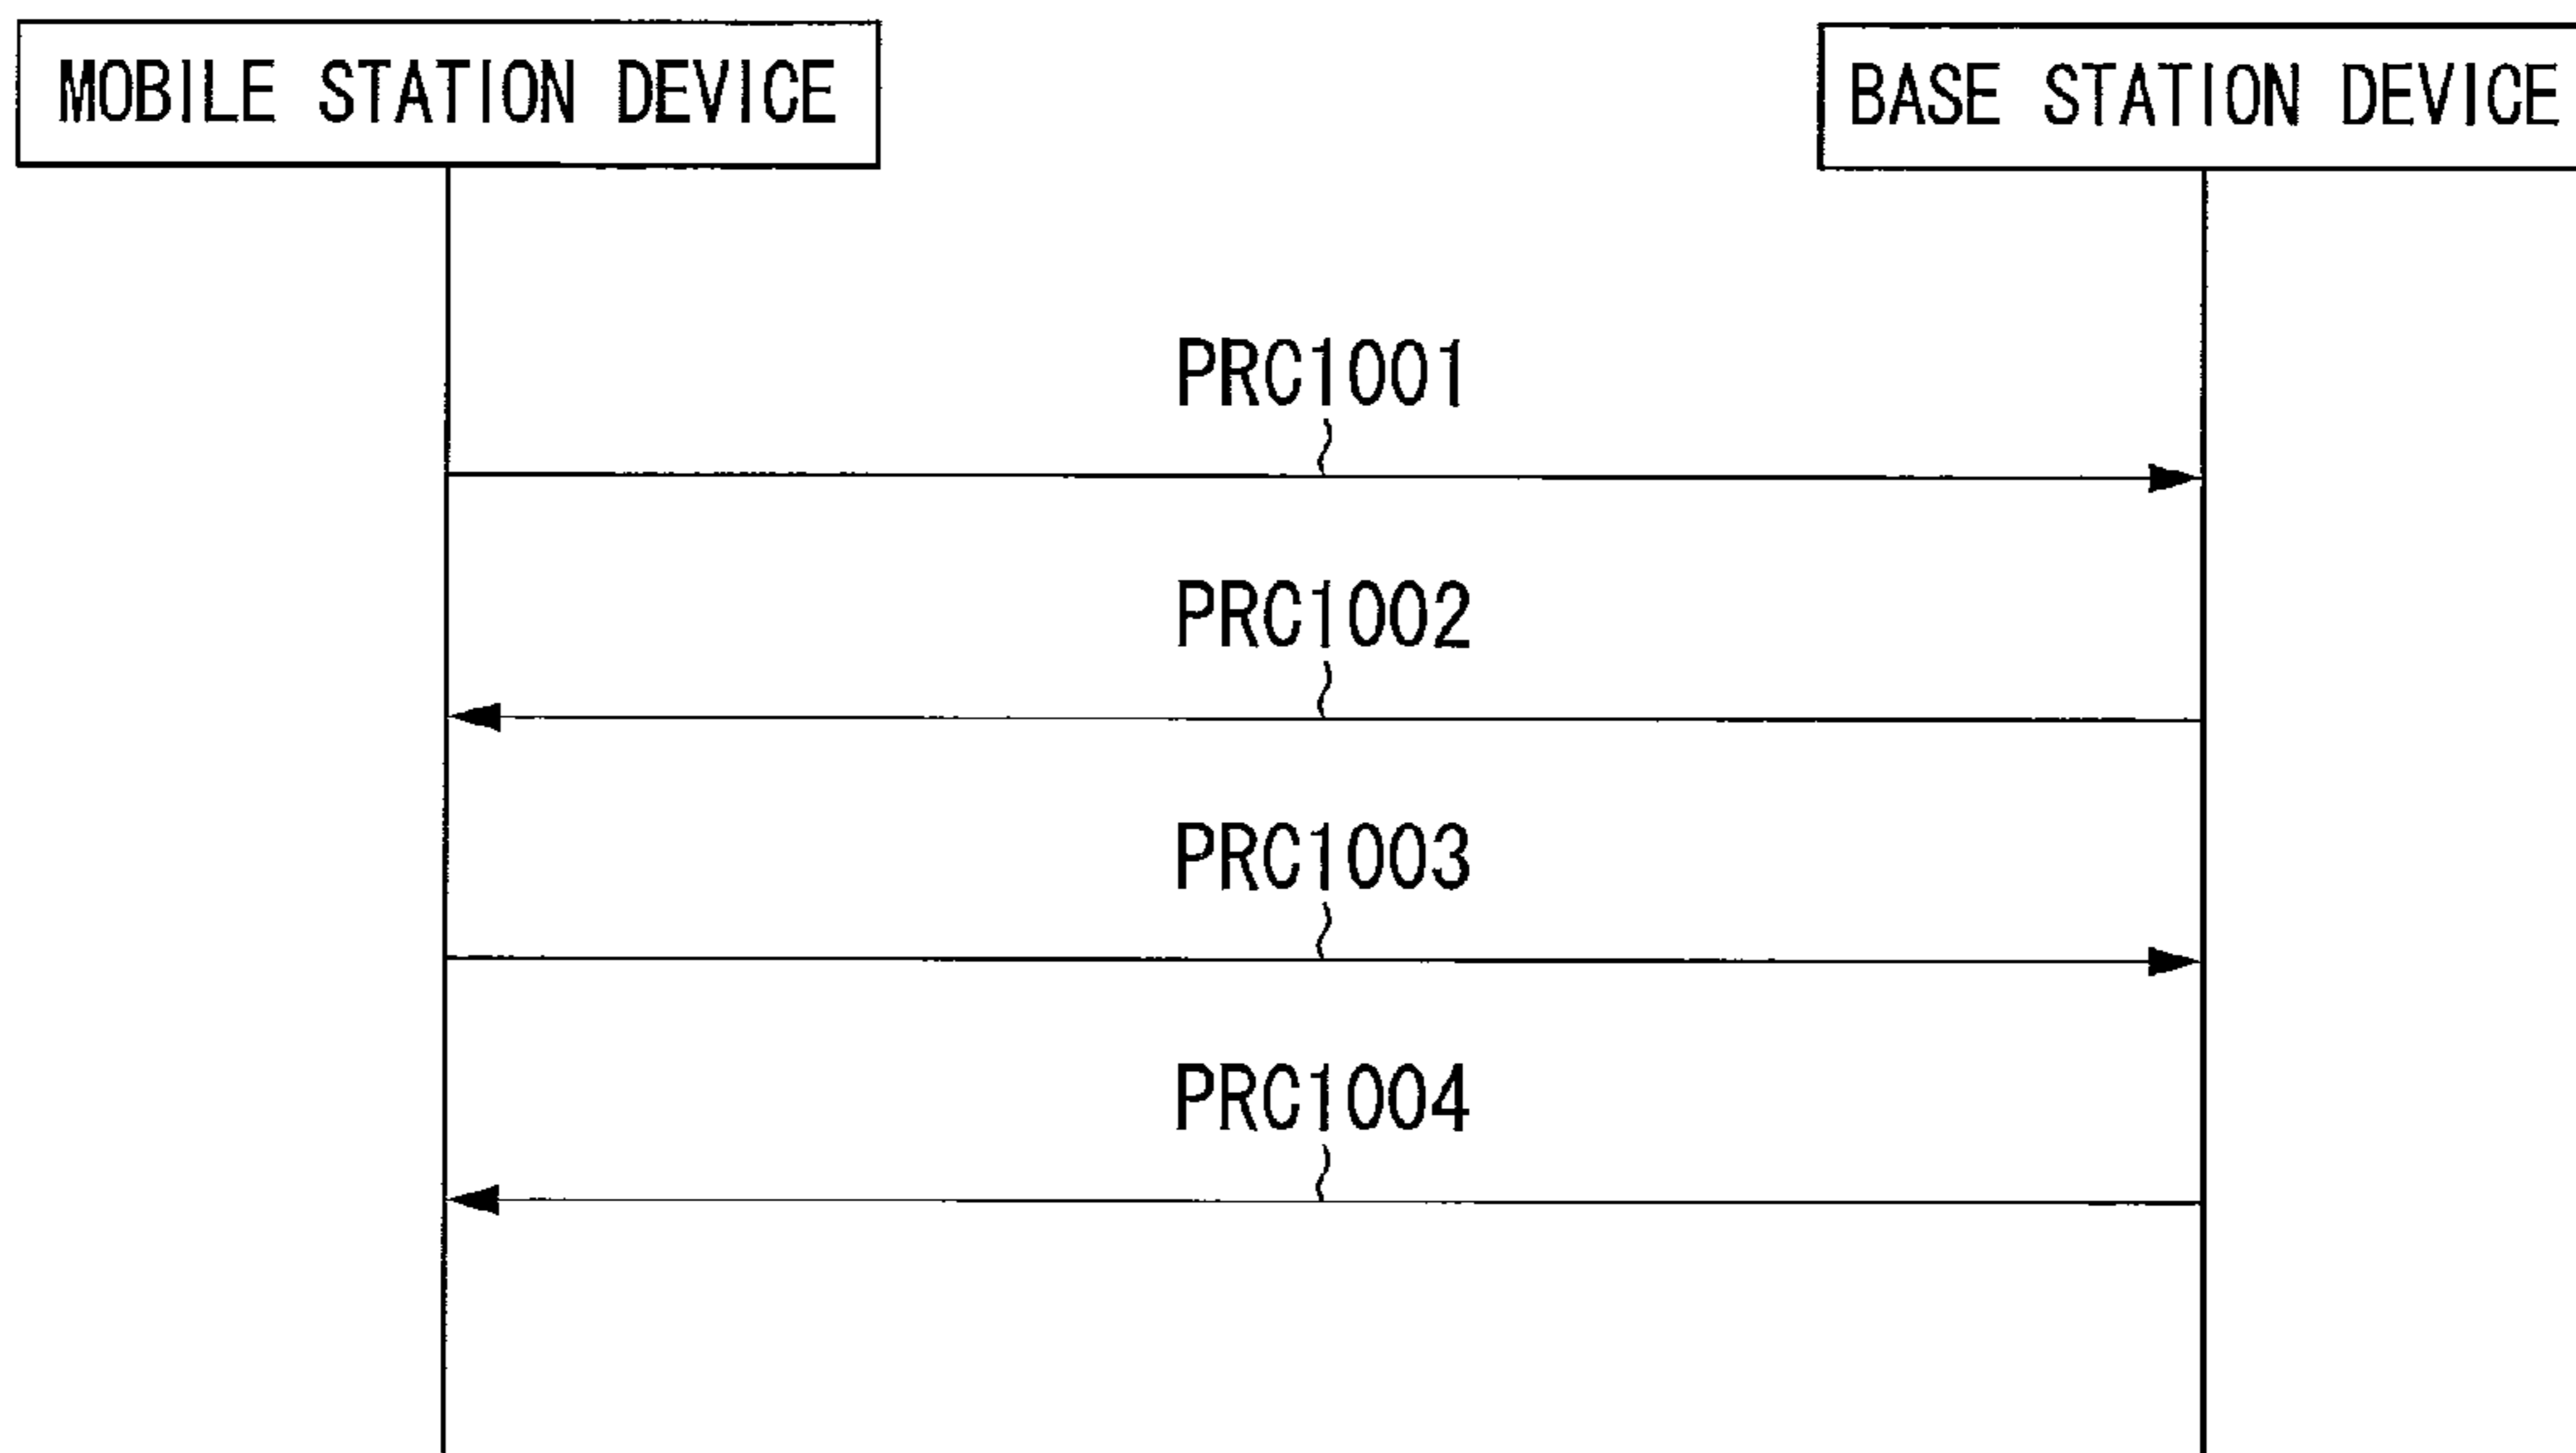 MOBILE STATION DEVICE
BASE STATION DEVICE
PRC1001
PRC1002
PRC1003
PRC1004